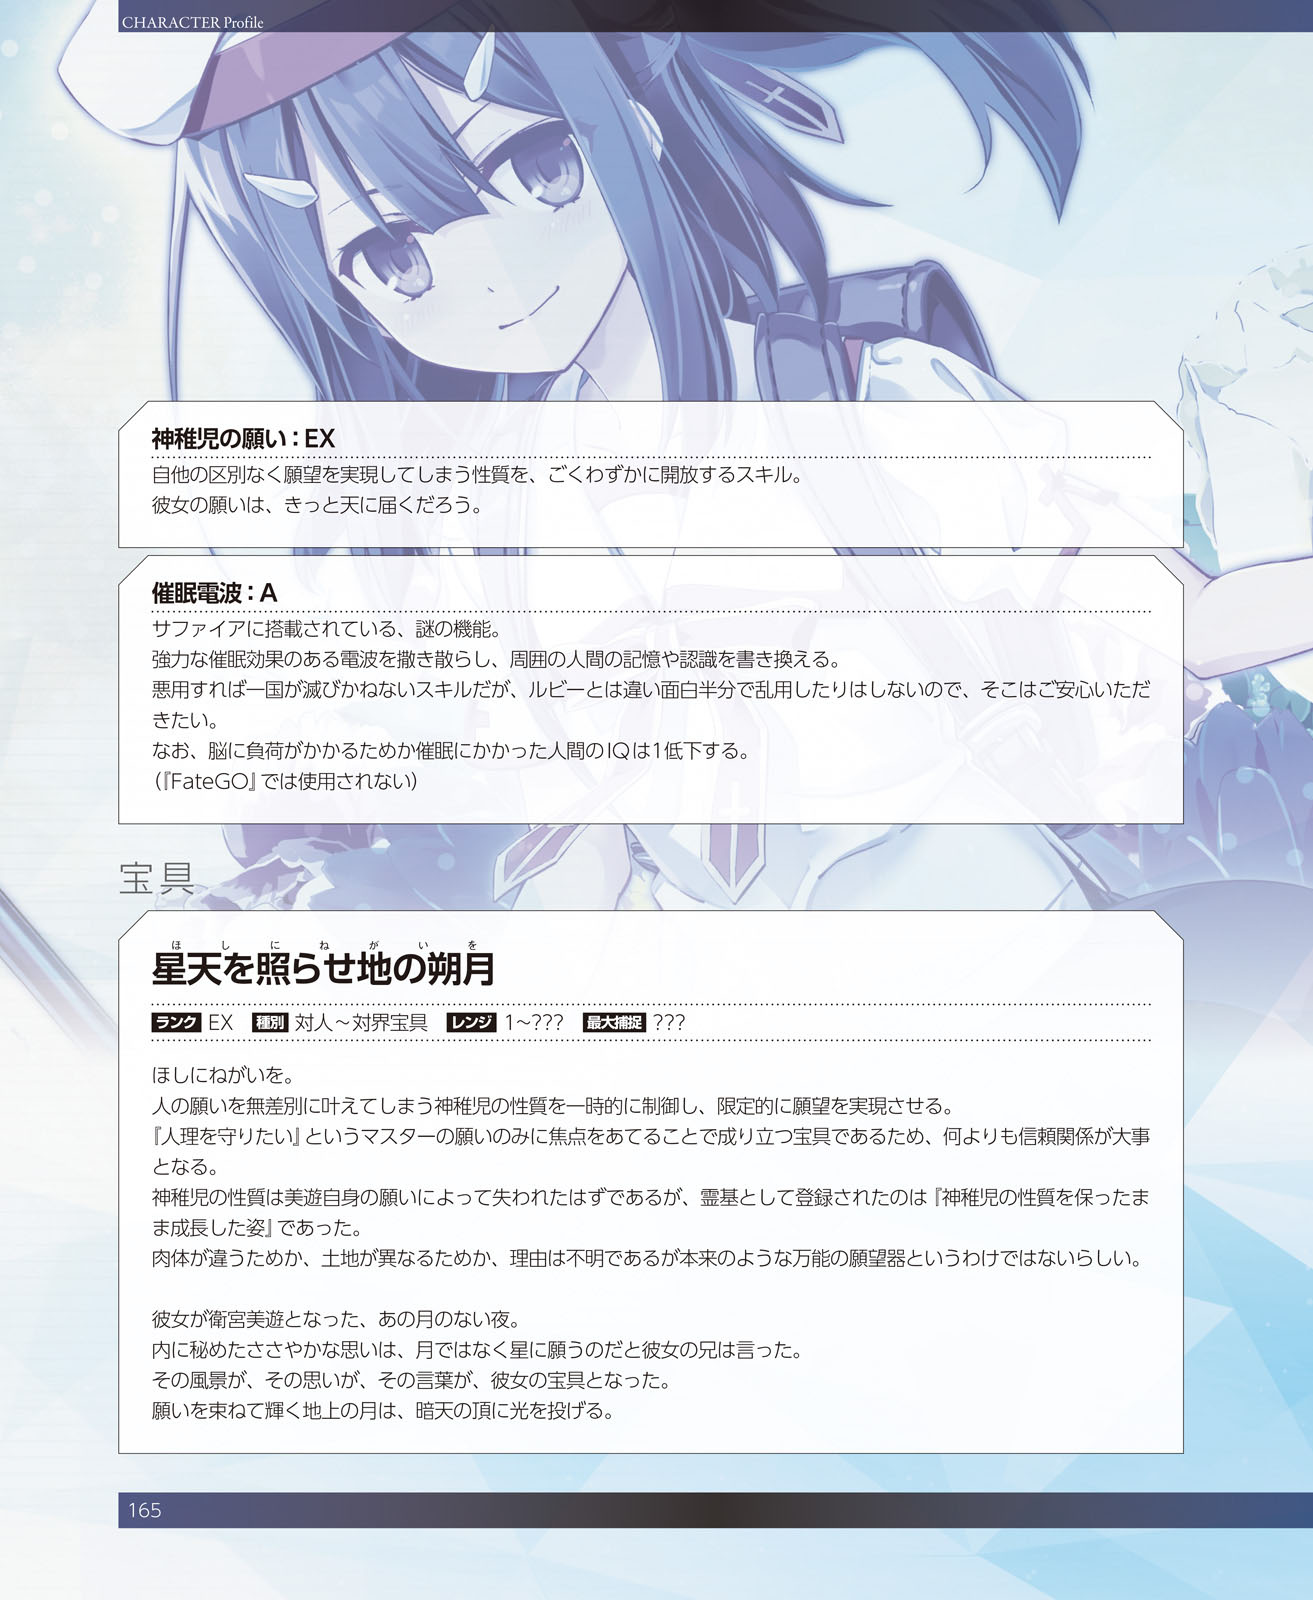 CHARACTER Profile
神稚児の願い：EX
自他の区別なく願望を実現してしまう性質を、ごくわずかに開放するスキル。
彼女の願いは、きっと天に届くだろう。
催眠電波：A
サファイアに搭載されている、謎の機能。
強力な催眠効果のある電波を撒き散らし、周囲の人間の記憶や認識を書き換える。
悪用すれば一国が滅びかねないスキルだが、ルビーとは違い面白半分で乱用したりはしないので、そこはご安心いただ
きたい。
なお、脳に負荷がかかるためか催眠にかかった人間のIQは1低下する。
（『FateGO』では使用されない）
宝具
ほしにねがいを
星天を照らせ地の朔月
ランク EX 種別 対人～対界宝具 レンジ 1～??? 最大捕捉 ???
ほしにねがいを。
人の願いを無差別に叶えてしまう神稚児の性質を一時的に制御し、限定的に願望を実現させる。
『人理を守りたい』というマスターの願いのみに焦点をあてることで成り立つ宝具であるため、何よりも信頼関係が大事
となる。
神稚児の性質は美遊自身の願いによって失われたはずであるが、霊基として登録されたのは『神稚児の性質を保ったま
ま成長した姿』であった。
肉体が違うためか、土地が異なるためか、理由は不明であるが本来のような万能の願望器というわけではないらしい。
彼女が衛宮美遊となった、あの月のない夜。
内に秘めたささやかな思いは、月ではなく星に願うのだと彼女の兄は言った。
その風景が、その思いが、その言葉が、彼女の宝具となった。
願いを束ねて輝く地上の月は、暗天の頂に光を投げる。
165